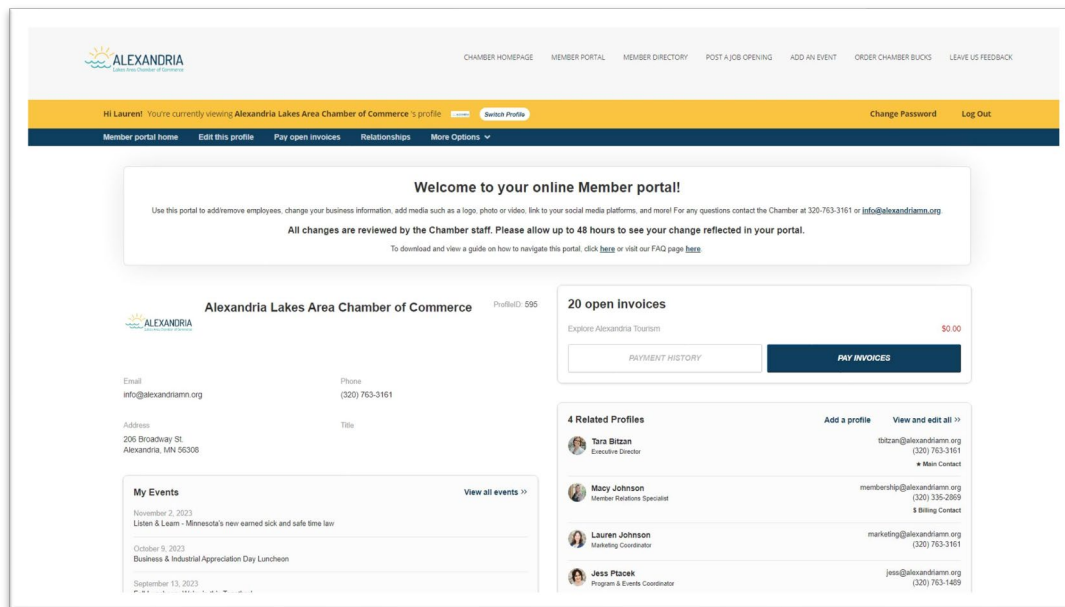 ALEXANDRIA
Lakes Area Chamber of Commerce
CHAMBER HOMEPAGE MEMBER PORTAL MEMBER DIRECTORY POST A JOB OPENING ADD AN EVENT ORDER CHAMBER BUCKS LEAVE US FEEDBACK
Hi Lauren! You're currently viewing Alexandria Lakes Area Chamber of Commerce 's profile Switch Profile Change Password Log Out
Member portal home Edit this profile Pay open invoices Relationships More Options
Welcome to your online Member portal!
Use this portal to add/remove employees, change your business information, add media such as a logo, photo or video, link to your social media platforms, and more! For any questions contact the Chamber at 320-763-3161 or info@alexandriamn.org.
All changes are reviewed by the Chamber staff. Please allow up to 48 hours to see your change reflected in your portal.
To download and view a guide on how to navigate this portal, click here or visit our FAQ page here.
ALEXANDRIA
Alexandria Lakes Area Chamber of Commerce ProfileID: 595
Email
info@alexandriamn.org
Phone
(320) 763-3161
Address
206 Broadway St.
Alexandria, MN 56308
Title
My Events View all events >>
November 2, 2023
Listen & Learn - Minnesota's new earned sick and safe time law
October 9, 2023
Business & Industrial Appreciation Day Luncheon
September 13, 2023
20 open invoices
Explore Alexandria Tourism $0.00
PAYMENT HISTORY PAY INVOICES
4 Related Profiles Add a profile View and edit all >>
Tara Bitzan tbitzan@alexandriamn.org
Executive Director (320) 763-3161
★ Main Contact
Macy Johnson membership@alexandriamn.org
Member Relations Specialist (320) 335-2869
$ Billing Contact
Lauren Johnson marketing@alexandriamn.org
Marketing Coordinator (320) 763-3161
Jess Ptacek jess@alexandriamn.org
Program & Events Coordinator (320) 763-1489